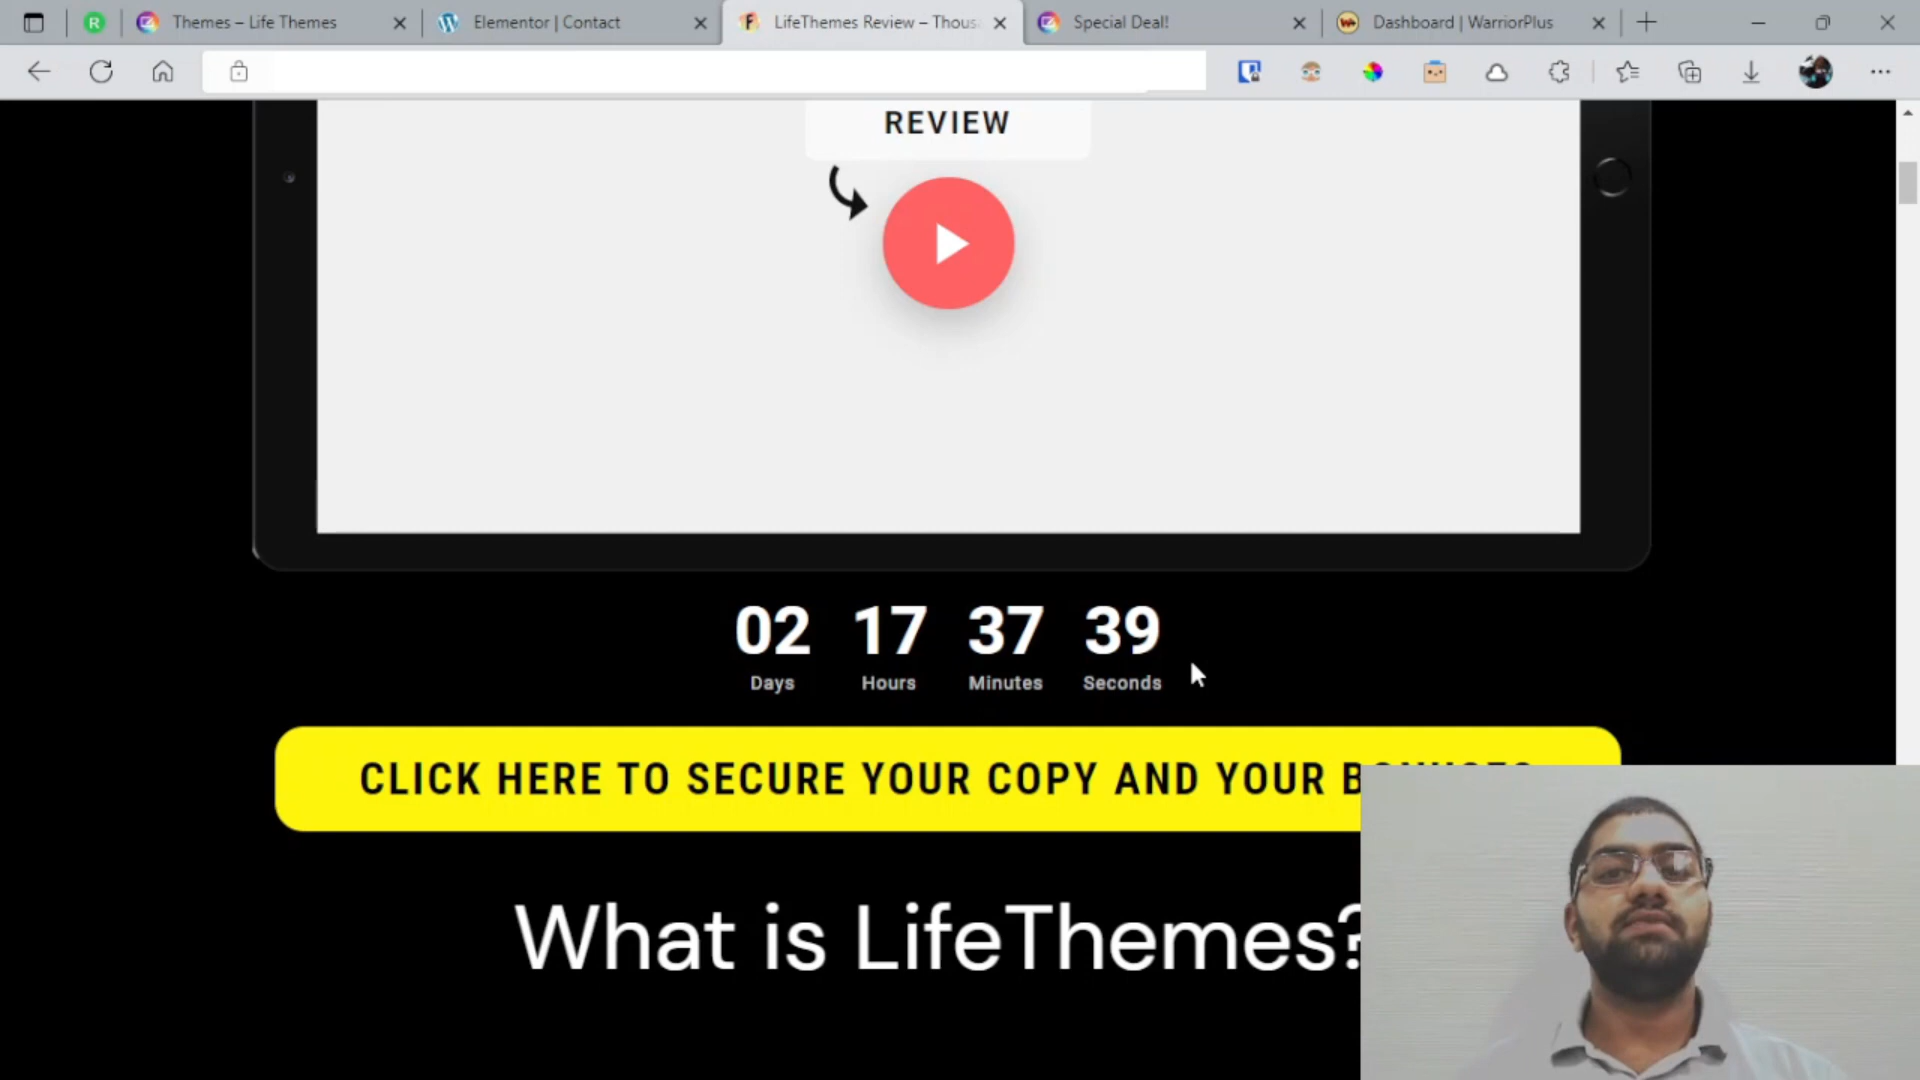 Themes – Life Themes
Elementor | Contact
LifeThemes Review – Thous
Special Deal!
Dashboard | WarriorPlus
REVIEW
02 17 37 39
Days Hours Minutes Seconds
CLICK HERE TO SECURE YOUR COPY AND YOUR
What is LifeThemes?